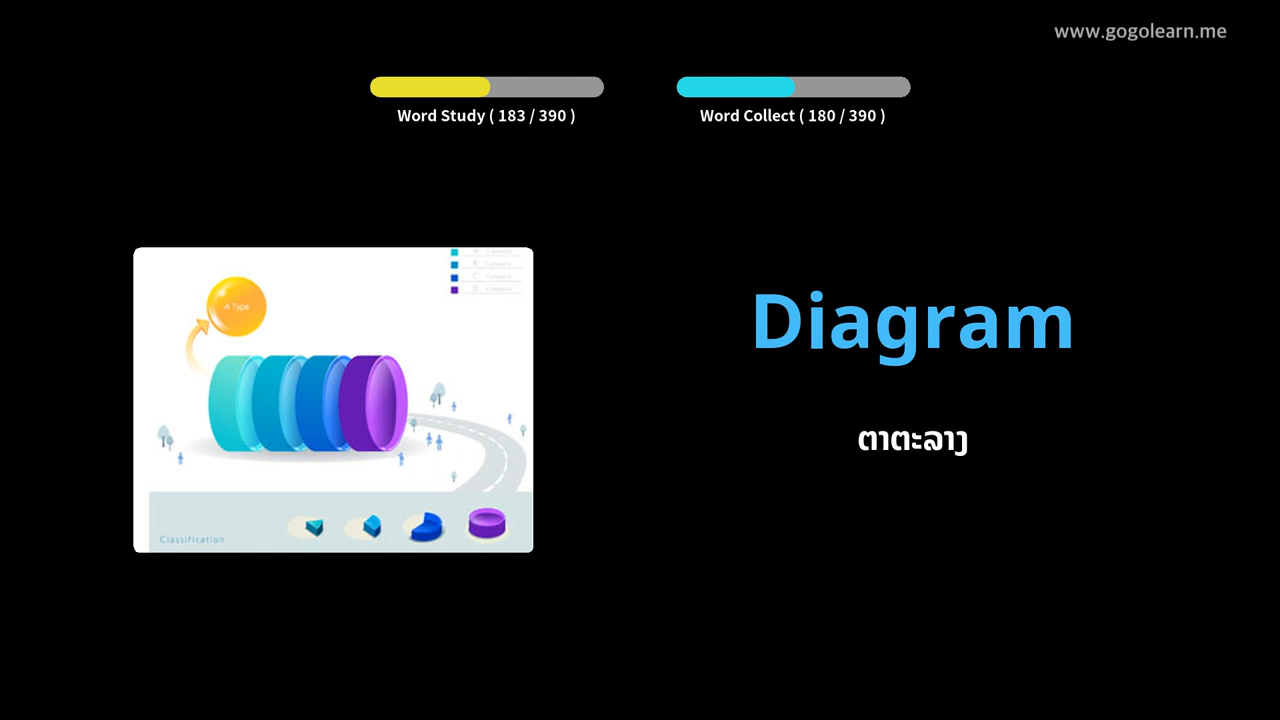 www.gogolearn.me
Word Study ( 183 / 390 )
Word Collect ( 180 / 390 )
A Type
B
C
D
Classification
Diagram
ຕາຕະລາງ